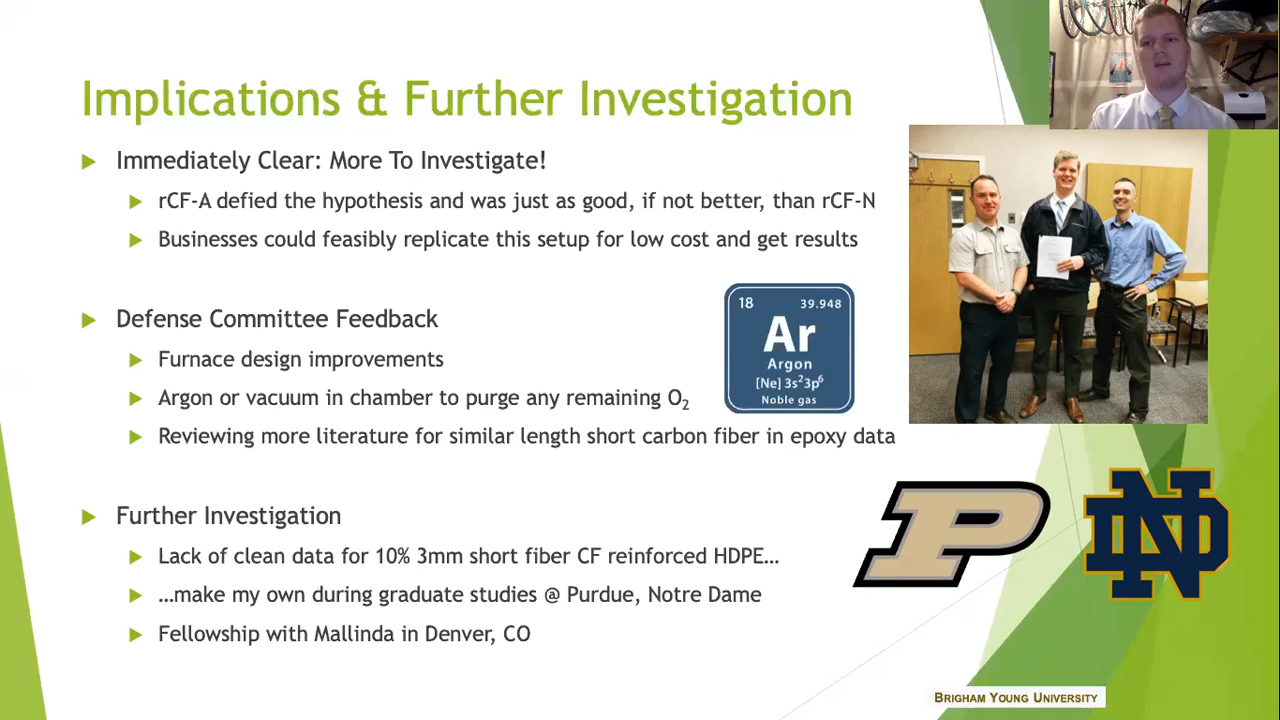 Implications & Further Investigation
Immediately Clear: More To Investigate!
rCF-A defied the hypothesis and was just as good, if not better, than rCF-N
Businesses could feasibly replicate this setup for low cost and get results
Defense Committee Feedback
Furnace design improvements
Argon or vacuum in chamber to purge any remaining O₂
Reviewing more literature for similar length short carbon fiber in epoxy data
18 39.948
Ar
Argon
[Ne] 3s²3p⁶
Noble gas
Further Investigation
Lack of clean data for 10% 3mm short fiber CF reinforced HDPE…
…make my own during graduate studies @ Purdue, Notre Dame
Fellowship with Mallinda in Denver, CO
P
ND
BRIGHAM YOUNG UNIVERSITY